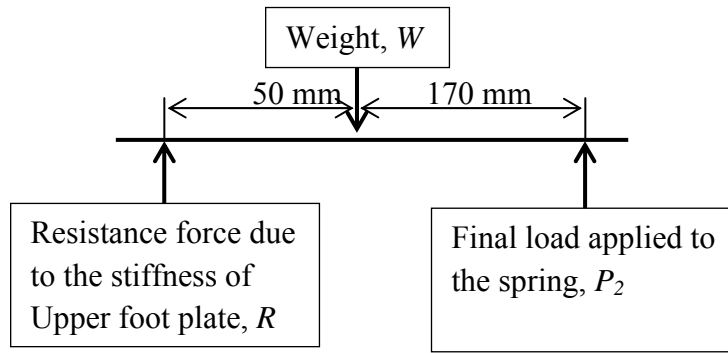 Weight, W
50 mm
170 mm
Resistance force due
to the stiffness of
Upper foot plate, R
Final load applied to
the spring, P₂